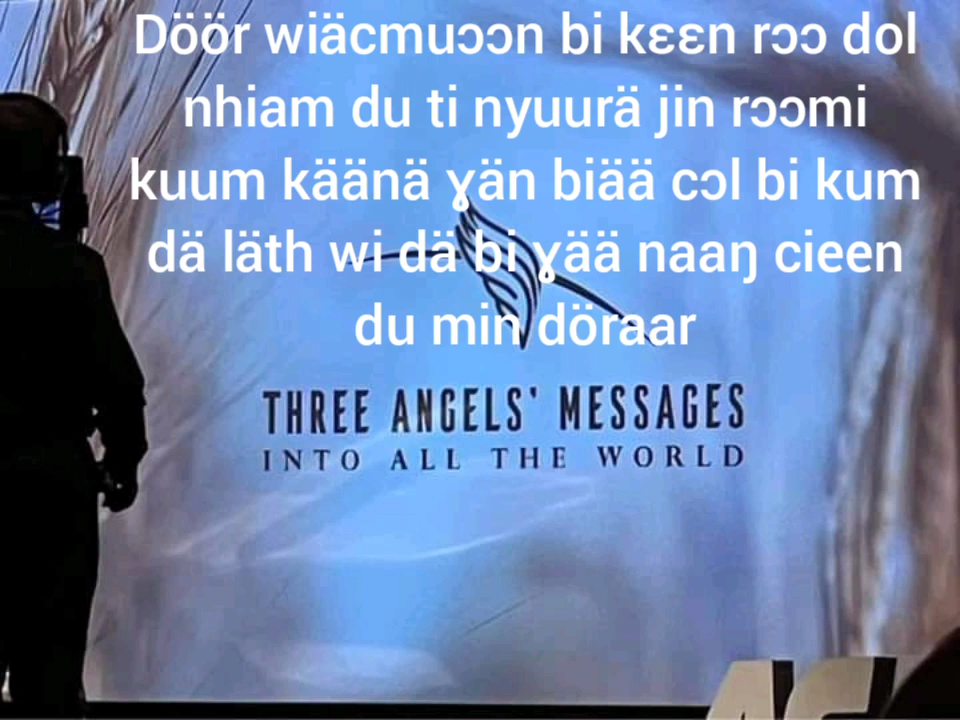 Döör wiäcmuɔɔn bi kɛɛn rɔɔ dol
nhiam du ti nyuurä jin rɔɔmi
kuum käänä ɣän biää cɔl bi kum
dä läth wi dä bi ɣää naaŋ cieen
du min döraar
THREE ANGELS' MESSAGES
INTO ALL THE WORLD